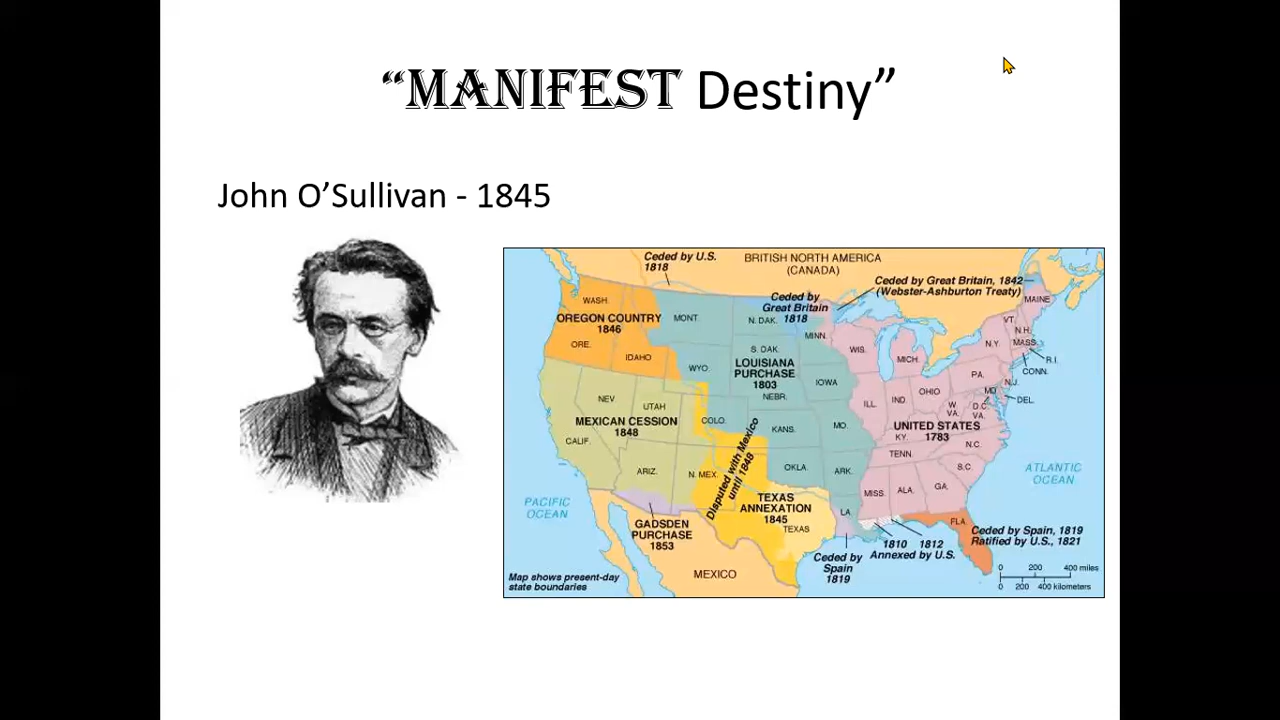 “MANIFEST Destiny”
John O’Sullivan - 1845
Ceded by U.S.
1818
BRITISH NORTH AMERICA
(CANADA)
Ceded by Great Britain, 1842
(Webster-Ashburton Treaty)
Ceded by
Great Britain
1818
WASH.
OREGON COUNTRY
1846
ORE.
IDAHO
MONT.
N. DAK.
MINN.
S. DAK.
WYO.
LOUISIANA
PURCHASE
1803
NEBR.
IOWA
WIS.
MICH.
MAINE
VT.
N.H.
MASS.
N.Y.
R.I.
CONN.
PA.
N.J.
MD.
DEL.
OHIO
IND.
ILL.
W.
VA.
D.C.
VA.
NEV.
UTAH
MEXICAN CESSION
1848
CALIF.
COLO.
KANS.
MO.
UNITED STATES
1783
KY.
N.C.
TENN.
S.C.
ARIZ.
N. MEX.
Disputed with Mexico
until 1848
OKLA.
ARK.
MISS.
ALA.
GA.
ATLANTIC
OCEAN
PACIFIC
OCEAN
TEXAS
ANNEXATION
1845
TEXAS
LA.
FLA.
GADSDEN
PURCHASE
1853
Ceded by Spain, 1819
Ratified by U.S., 1821
1810
1812
Annexed by U.S.
Ceded by
Spain
1819
MEXICO
Map shows present-day
state boundaries
0 200 400 miles
0 200 400 kilometers